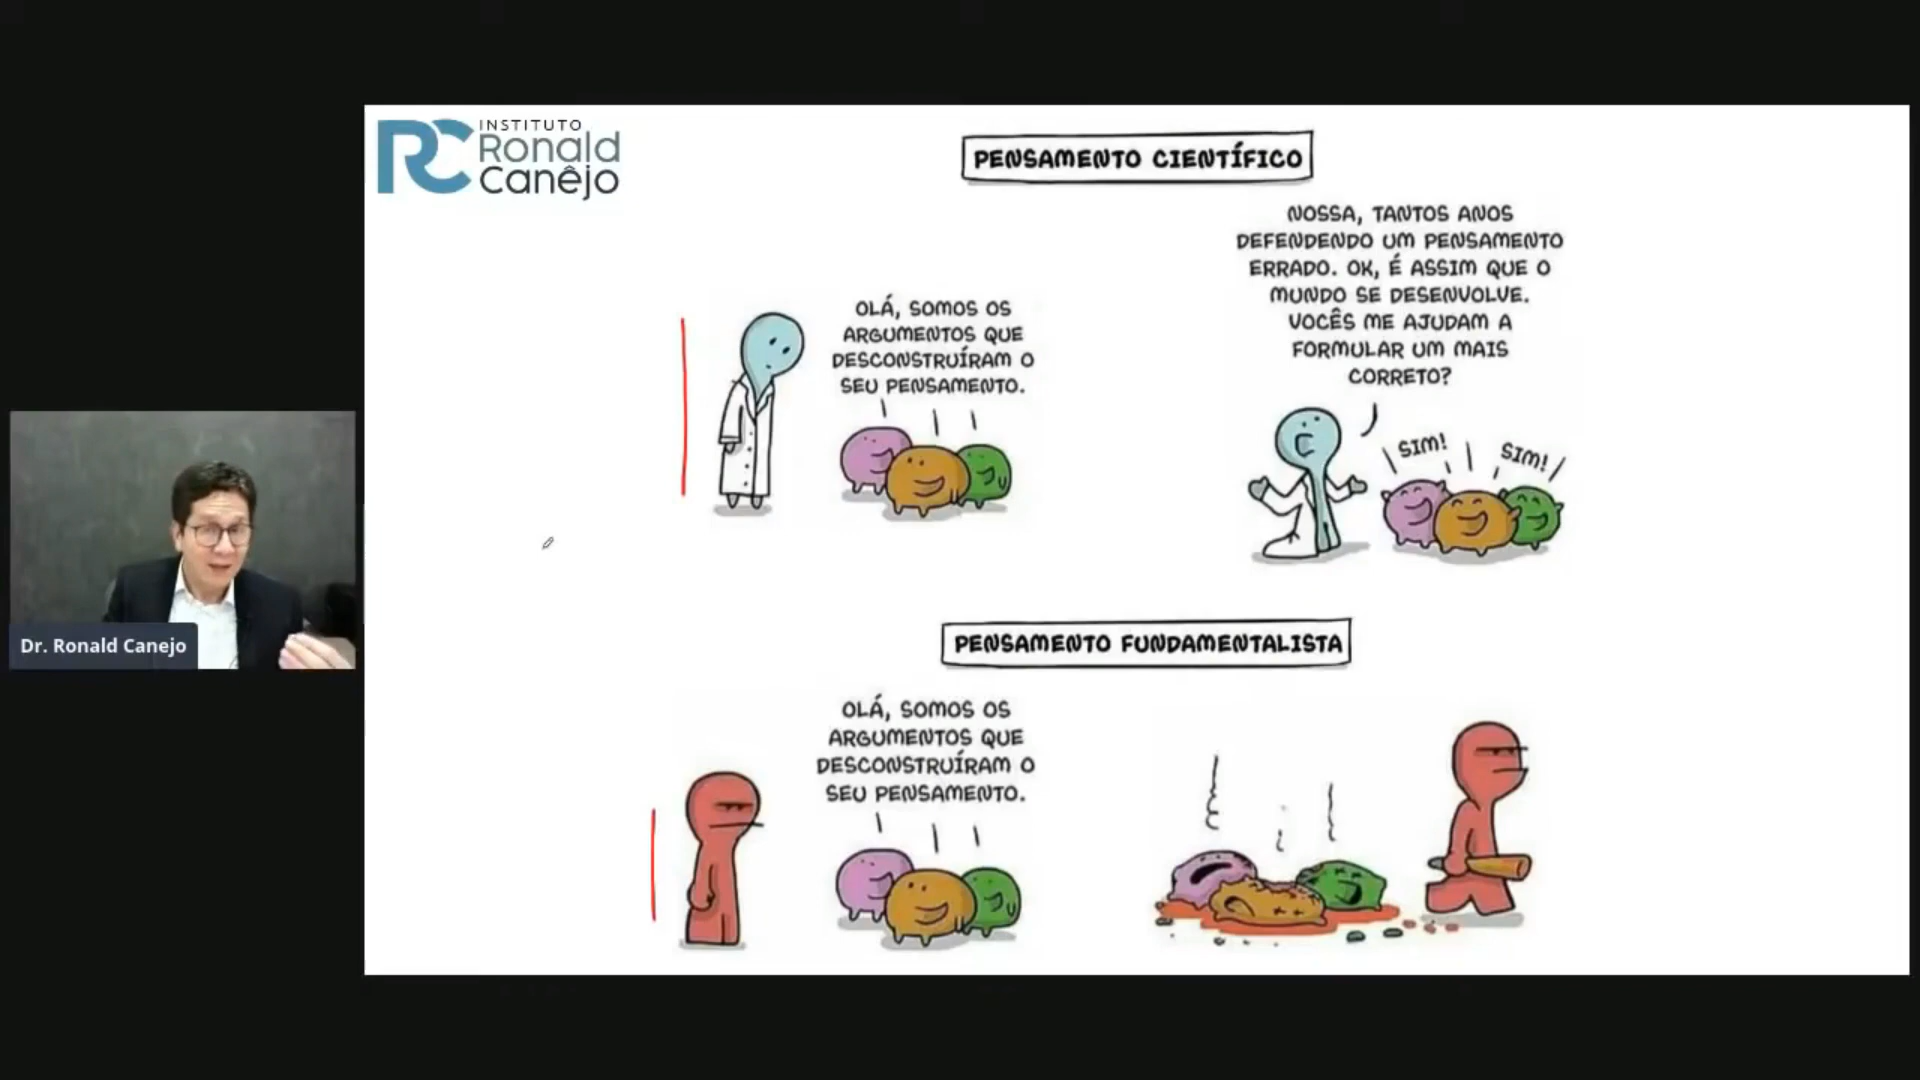 INSTITUTO
Ronald
Canêjo
RC
PENSAMENTO CIENTÍFICO
OLÁ, SOMOS OS
ARGUMENTOS QUE
DESCONSTRUÍRAM O
SEU PENSAMENTO.
NOSSA, TANTOS ANOS
DEFENDENDO UM PENSAMENTO
ERRADO. OK, É ASSIM QUE O
MUNDO SE DESENVOLVE.
VOCÊS ME AJUDAM A
FORMULAR UM MAIS
CORRETO?
SIM!
SIM!
Dr. Ronald Canejo
PENSAMENTO FUNDAMENTALISTA
OLÁ, SOMOS OS
ARGUMENTOS QUE
DESCONSTRUÍRAM O
SEU PENSAMENTO.